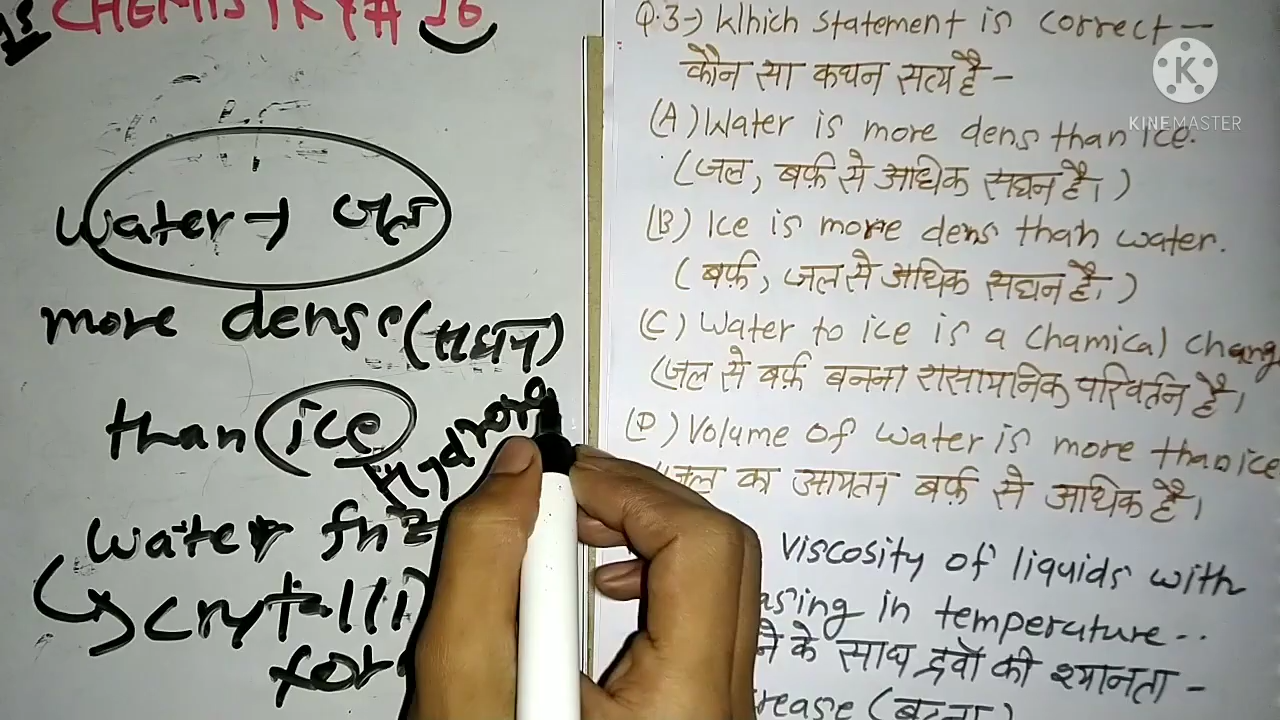 CHEMISTRY # 16
Water → जल
more dense (सघन)
than ice
Hydroge
Water
form
Q.3→) Which statement is correct —
कौन सा कथन सत्य है –
(A) Water is more dens than ice.
(जल, बर्फ़ से अधिक सघन है। )
(B) Ice is more dens than water.
( बर्फ़, जल से अधिक सघन है। )
(C) Water to ice is a chamical chang
(जल से बर्फ़ बनना रासायनिक परिवर्तन है।
(D) Volume of water is more than ice
जल का आयतन बर्फ़ से अधिक है।
viscosity of liquids with
asing in temperature..
ने के साथ द्रवों की श्यानता –
rease (बढ़ना)
K
KINEMASTER